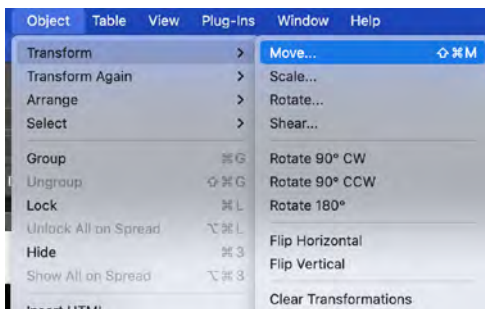 Object Table View Plug-Ins Window Help
Transform >
Transform Again >
Arrange >
Select >
Group ⌘G
Ungroup ⇧⌘G
Lock ⌘L
Unlock All on Spread ⌥⌘L
Hide ⌘3
Show All on Spread ⌥⌘3
Insert HTML
Move... ⇧⌘M
Scale...
Rotate...
Shear...
Rotate 90° CW
Rotate 90° CCW
Rotate 180°
Flip Horizontal
Flip Vertical
Clear Transformations